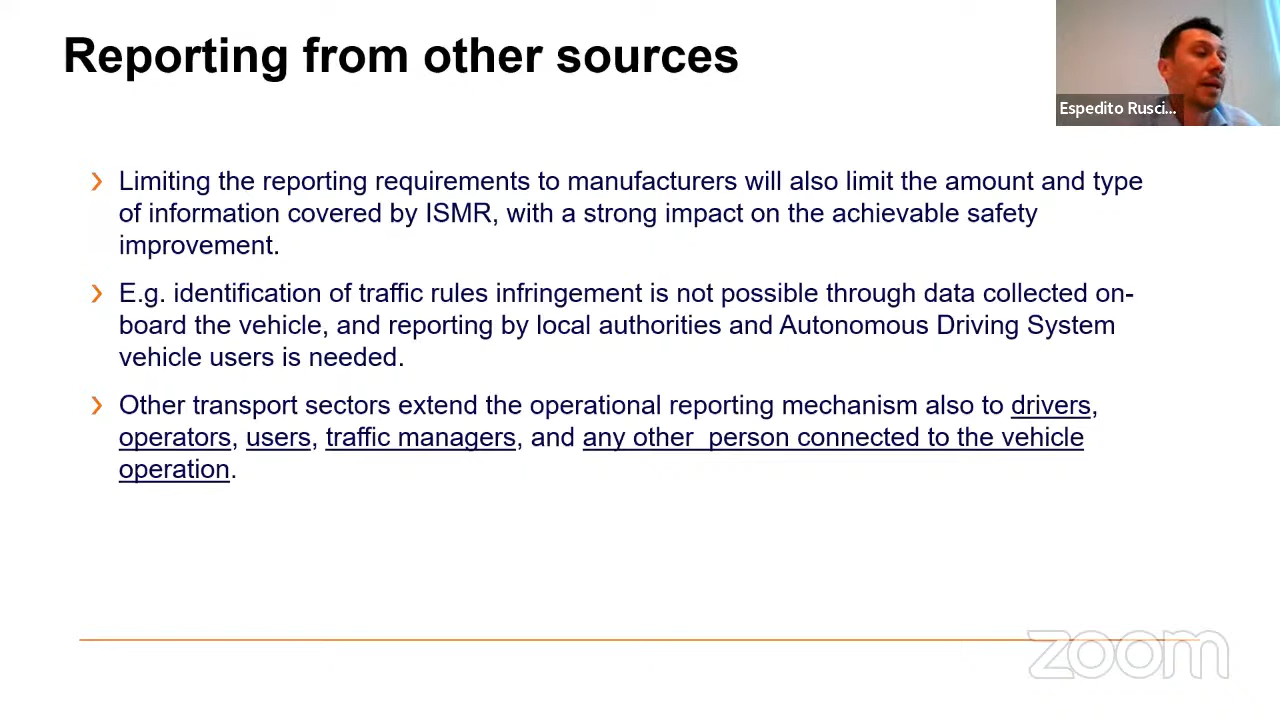 Reporting from other sources
Espedito Rusci...
› Limiting the reporting requirements to manufacturers will also limit the amount and type
of information covered by ISMR, with a strong impact on the achievable safety
improvement.
› E.g. identification of traffic rules infringement is not possible through data collected on-
board the vehicle, and reporting by local authorities and Autonomous Driving System
vehicle users is needed.
› Other transport sectors extend the operational reporting mechanism also to drivers,
operators, users, traffic managers, and any other  person connected to the vehicle
operation.
zoom